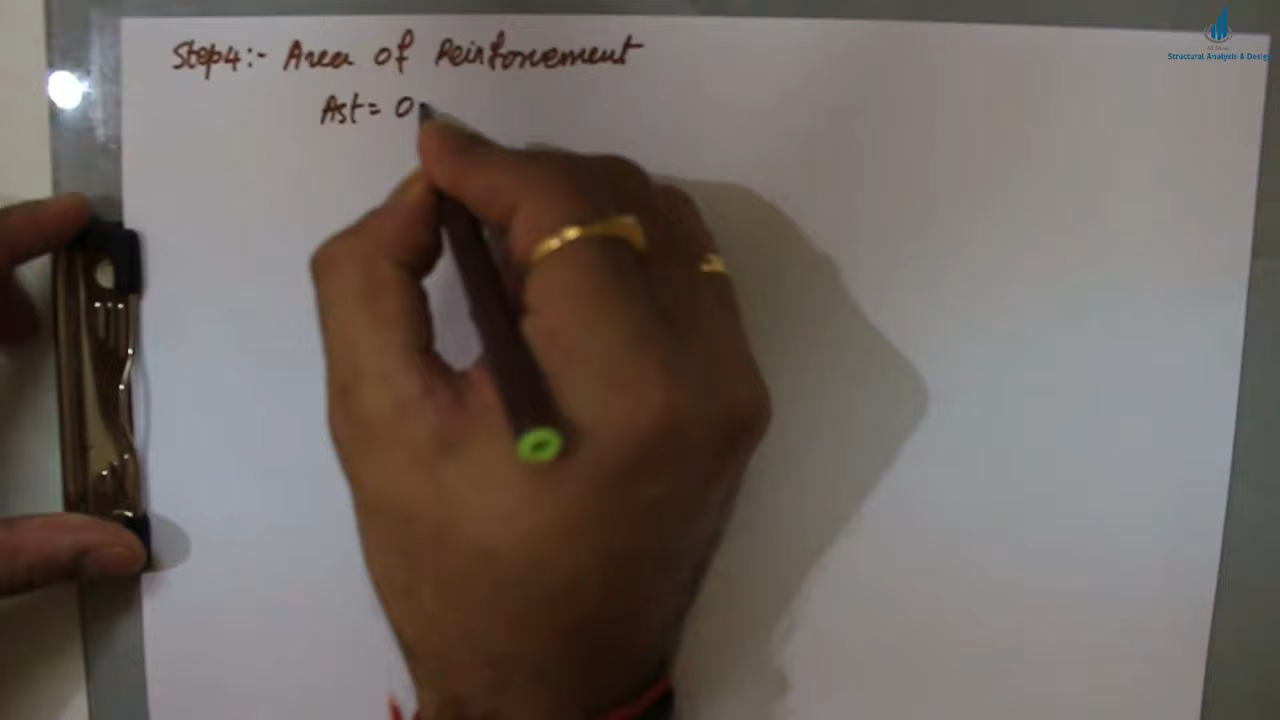 Step4:- Area of Reinforcement
Ast = 0
Structural Analysis & Design